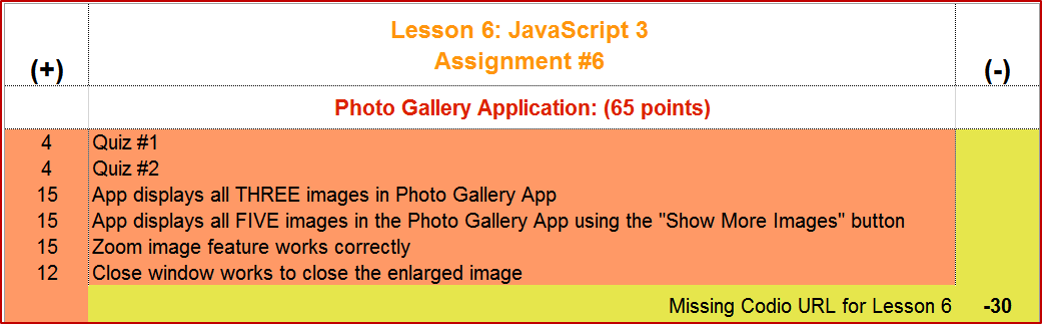 Lesson 6: JavaScript 3
Assignment #6
(+) (-)
Photo Gallery Application: (65 points)
4 Quiz #1
4 Quiz #2
15 App displays all THREE images in Photo Gallery App
15 App displays all FIVE images in the Photo Gallery App using the "Show More Images" button
15 Zoom image feature works correctly
12 Close window works to close the enlarged image
Missing Codio URL for Lesson 6 -30